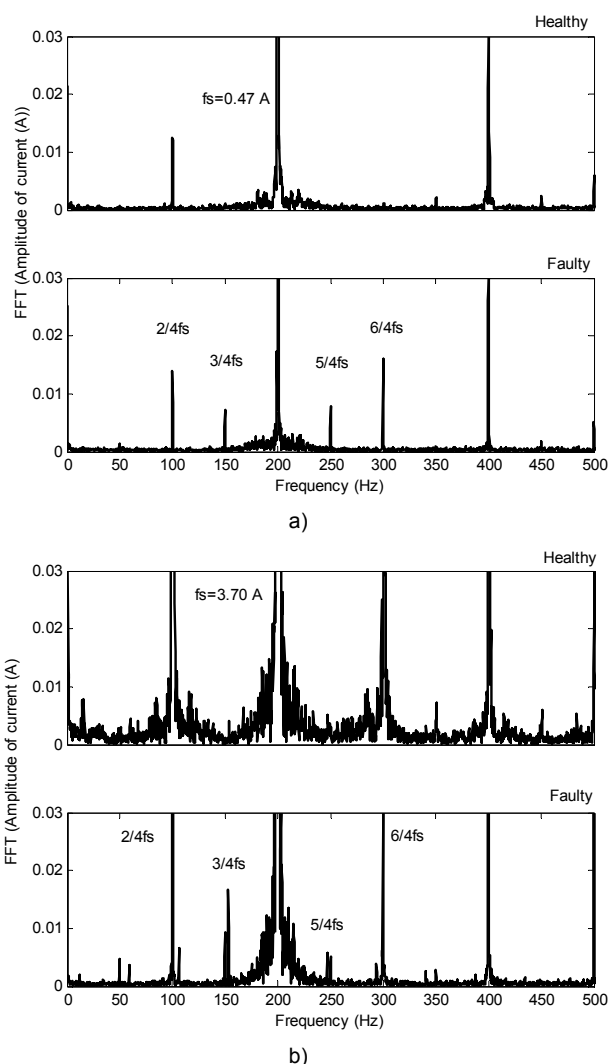 Healthy
0.03
0.02
0.01
0
fs=0.47 A
FFT (Amplitude of current (A))
Faulty
0.03
0.02
0.01
0
2/4fs
3/4fs
5/4fs
6/4fs
0 50 100 150 200 250 300 350 400 450 500
Frequency (Hz)
a)
Healthy
0.03
0.02
0.01
0
fs=3.70 A
FFT (Amplitude of current (A)
Faulty
0.03
0.02
0.01
0
2/4fs
3/4fs
5/4fs
6/4fs
0 50 100 150 200 250 300 350 400 450 500
Frequency (Hz)
b)